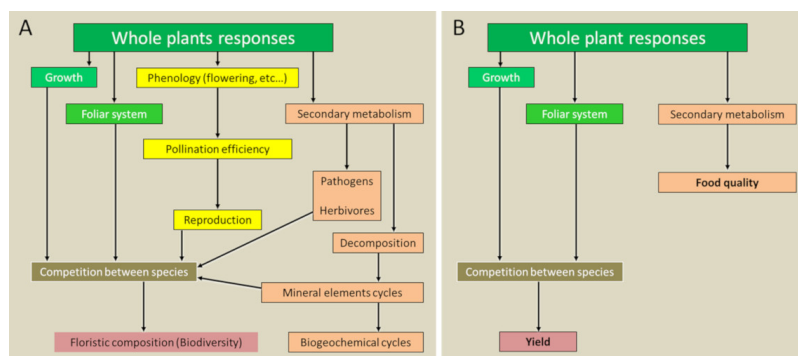 A
Whole plants responses
Growth
Phenology (flowering, etc...)
Foliar system
Secondary metabolism
Pollination efficiency
Pathogens
Herbivores
Reproduction
Decomposition
Competition between species
Mineral elements cycles
Floristic composition (Biodiversity)
Biogeochemical cycles
B
Whole plant responses
Growth
Foliar system
Secondary metabolism
Food quality
Competition between species
Yield